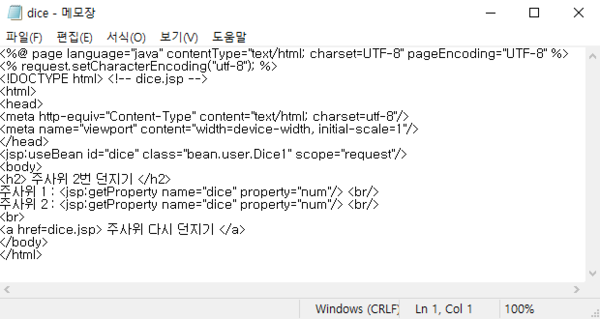 dice - 메모장
파일(F) 편집(E) 서식(O) 보기(V) 도움말
<%@ page language="java" contentType="text/html; charset=UTF-8" pageEncoding="UTF-8" %>
<% request.setCharacterEncoding("utf-8"); %>
<!DOCTYPE html> <!-- dice.jsp -->
<html>
<head>
<meta http-equiv="Content-Type" content="text/html; charset=utf-8"/>
<meta name="viewport" content="width=device-width, initial-scale=1"/>
</head>
<jsp:useBean id="dice" class="bean.user.Dice1" scope="request"/>
<body>
<h2> 주사위 2번 던지기 </h2>
주사위 1 : <jsp:getProperty name="dice" property="num"/> <br/>
주사위 2 : <jsp:getProperty name="dice" property="num"/> <br/>
<br>
<a href=dice.jsp> 주사위 다시 던지기 </a>
</body>
</html>
Windows (CRLF) Ln 1, Col 1 100%